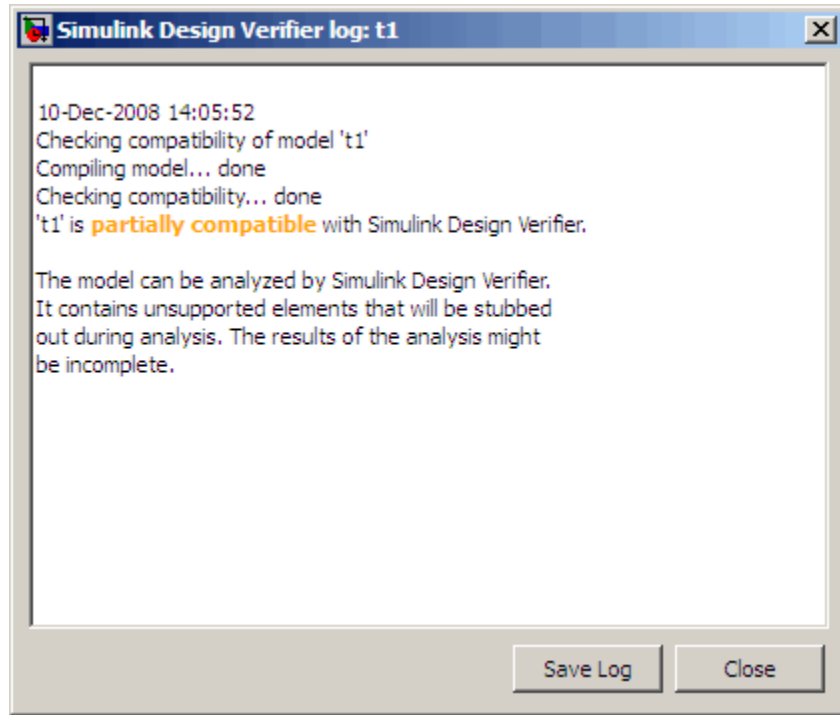 Simulink Design Verifier log: t1
10-Dec-2008 14:05:52
Checking compatibility of model 't1'
Compiling model... done
Checking compatibility... done
't1' is partially compatible with Simulink Design Verifier.
The model can be analyzed by Simulink Design Verifier.
It contains unsupported elements that will be stubbed
out during analysis. The results of the analysis might
be incomplete.
Save Log Close